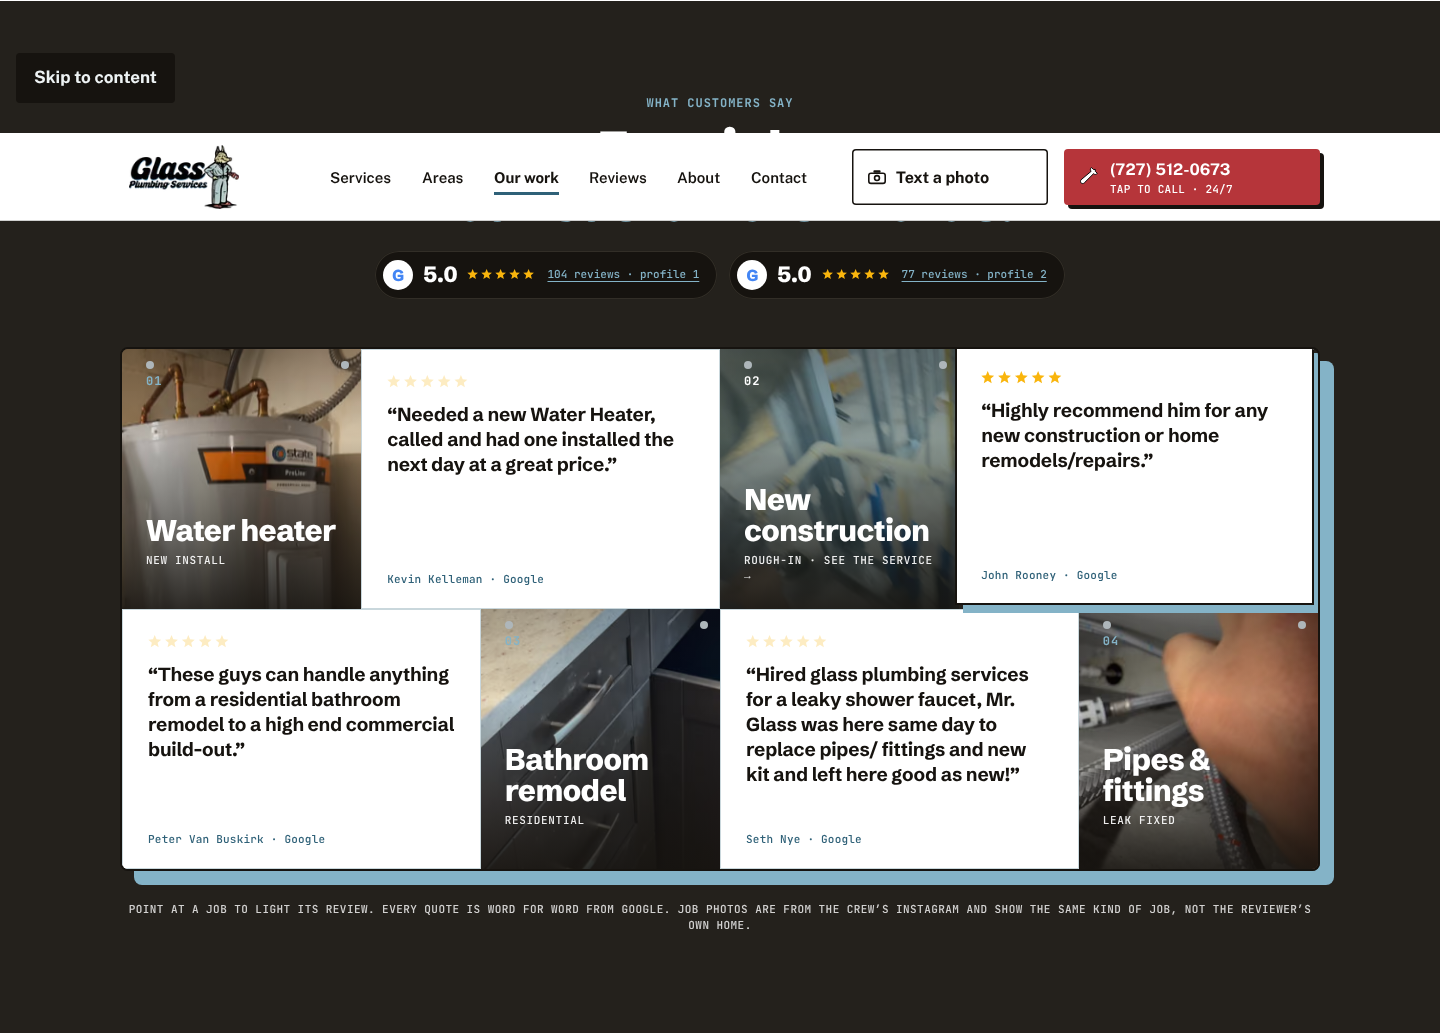 Skip to content
WHAT CUSTOMERS SAY
Glass
Plumbing Services
Services
Areas
Our work
Reviews
About
Contact
Text a photo
(727) 512-0673
TAP TO CALL · 24/7
G 5.0 ★★★★★ 104 reviews · profile 1
G 5.0 ★★★★★ 77 reviews · profile 2
01
state
ProLine
Water heater
NEW INSTALL
★★★★★
“Needed a new Water Heater,
called and had one installed the
next day at a great price.”
Kevin Kelleman · Google
02
New
construction
ROUGH-IN · SEE THE SERVICE
→
★★★★★
“Highly recommend him for any
new construction or home
remodels/repairs.”
John Rooney · Google
★★★★★
“These guys can handle anything
from a residential bathroom
remodel to a high end commercial
build-out.”
Peter Van Buskirk · Google
03
Bathroom
remodel
RESIDENTIAL
★★★★★
“Hired glass plumbing services
for a leaky shower faucet, Mr.
Glass was here same day to
replace pipes/ fittings and new
kit and left here good as new!”
Seth Nye · Google
04
Pipes &
fittings
LEAK FIXED
POINT AT A JOB TO LIGHT ITS REVIEW. EVERY QUOTE IS WORD FOR WORD FROM GOOGLE. JOB PHOTOS ARE FROM THE CREW’S INSTAGRAM AND SHOW THE SAME KIND OF JOB, NOT THE REVIEWER’S
OWN HOME.